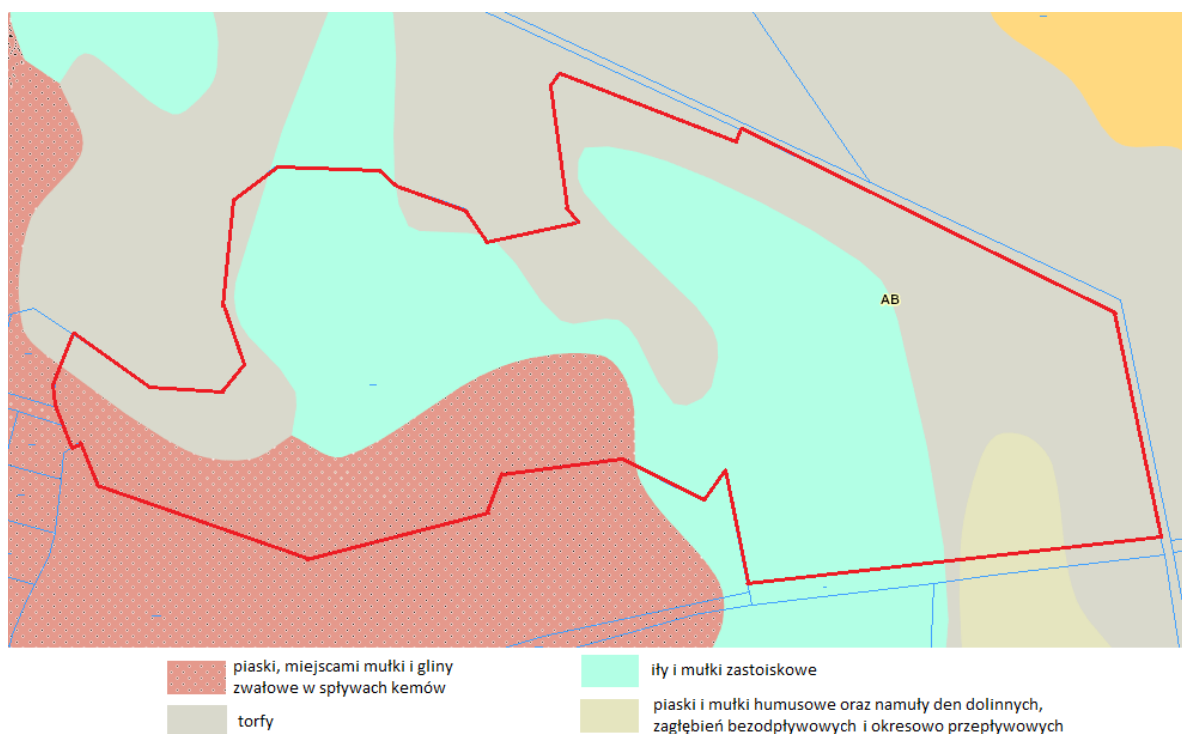 AB
piaski, miejscami mułki i gliny
zwałowe w spływach kemów
torfy
iły i mułki zastoiskowe
piaski i mułki humusowe oraz namuły den dolinnych,
zagłębień bezodpływowych i okresowo przepływowych